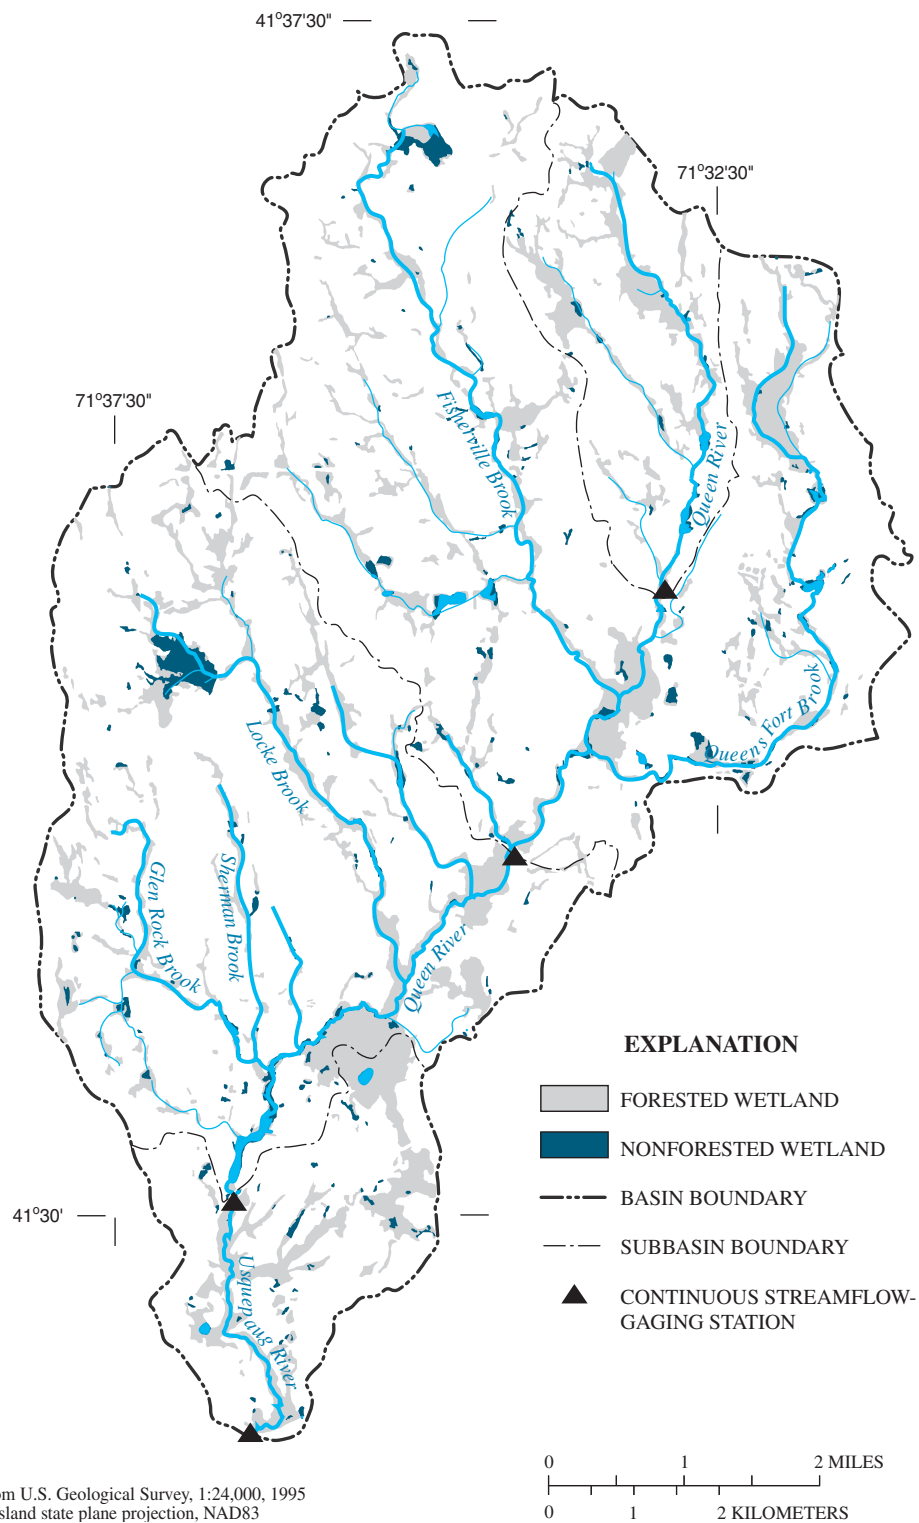 41°37'30"
71°32'30"
71°37'30"
Fisherville Brook
Queen River
Queens Fort Brook
Locke Brook
Sherman Brook
Glen Rock Brook
Queen River
EXPLANATION
FORESTED WETLAND
NONFORESTED WETLAND
BASIN BOUNDARY
41°30'
SUBBASIN BOUNDARY
CONTINUOUS STREAMFLOW-
GAGING STATION
Usquepaug River
0 1 2 MILES
0 1 2 KILOMETERS
om U.S. Geological Survey, 1:24,000, 1995
sland state plane projection, NAD83